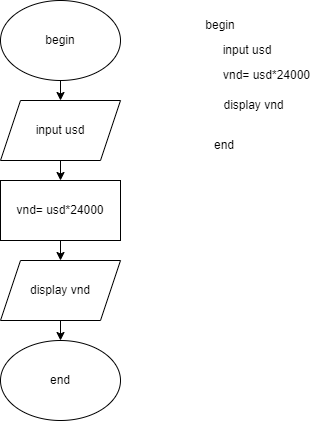 begin
input usd
vnd= usd*24000
display vnd
end
begin
input usd
vnd= usd*24000
display vnd
end